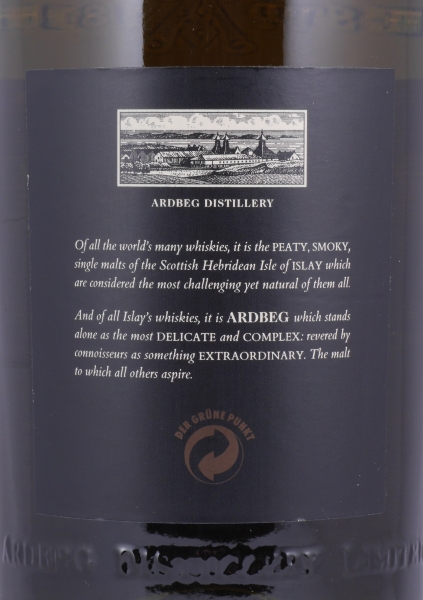 ARDBEG DISTILLERY
Of all the world's many whiskies, it is the PEATY, SMOKY,
single malts of the Scottish Hebridean Isle of ISLAY which
are considered the most challenging yet natural of them all.
And of all Islay's whiskies, it is ARDBEG which stands
alone as the most DELICATE and COMPLEX: revered by
connoisseurs as something EXTRAORDINARY. The malt
to which all others aspire.
DER GRÜNE PUNKT
ARDBEG DISTILLERY LIMITED